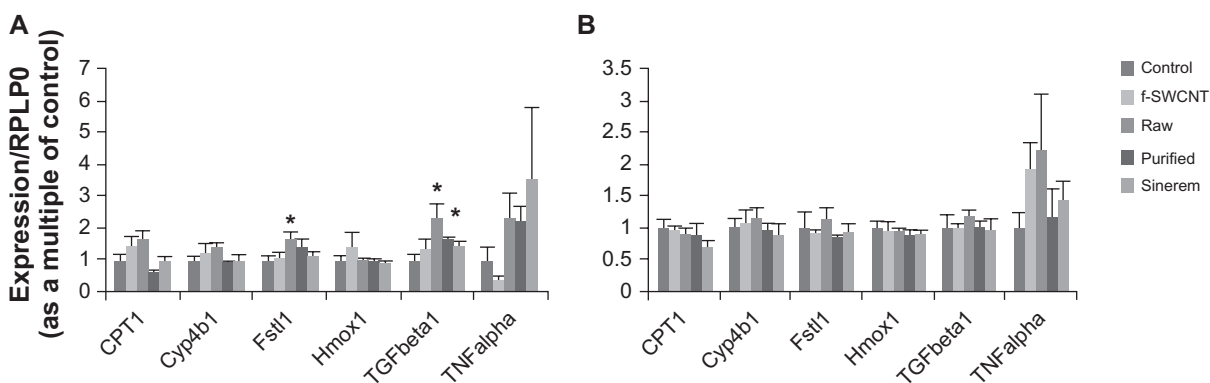 A
B
Expression/RPLP0
(as a multiple of control)
7
6
5
4
3
2
1
0
*
*
*
CPT1
Cyp4b1
Fstl1
Hmox1
TGFbeta1
TNFalpha
3.5
3
2.5
2
1.5
1
0.5
0
CPT1
Cyp4b1
Fstl1
Hmox1
TGFbeta1
TNFalpha
Control
f-SWCNT
Raw
Purified
Sinerem